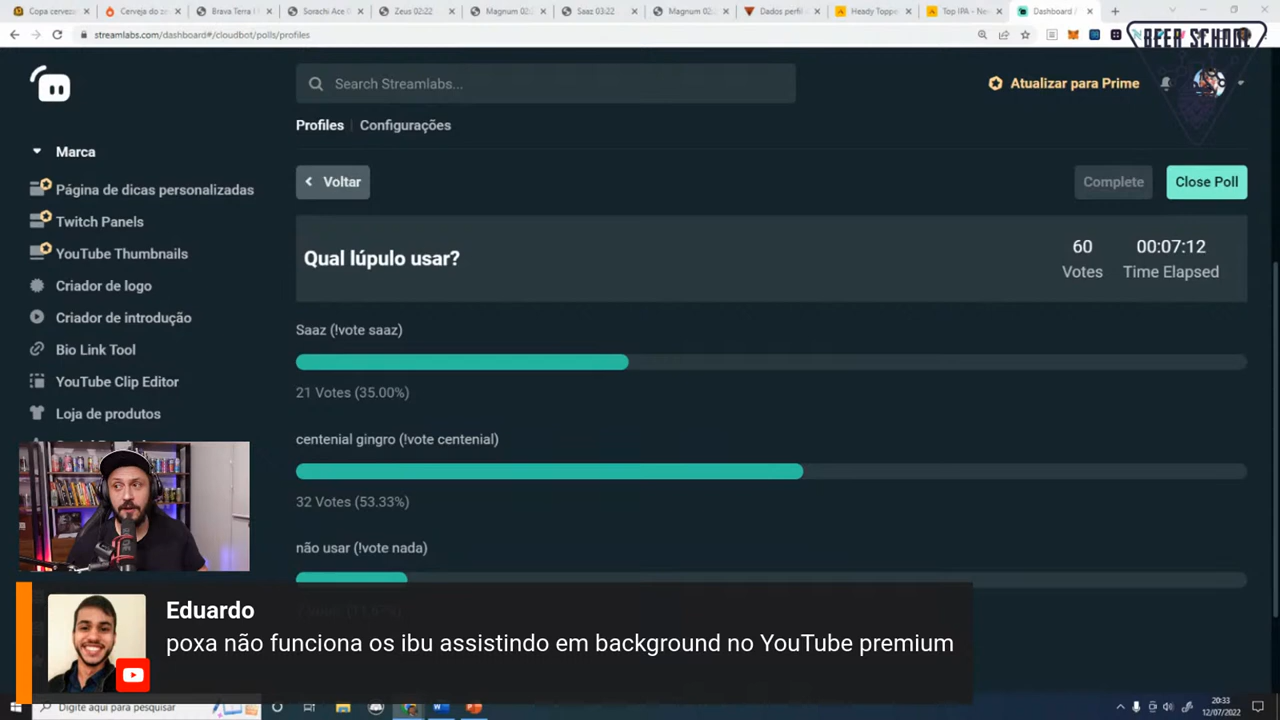 Copa cerveze
Cerveja do ze
Brava Terra I
Sorachi Ace
Zeus 02/22
Magnum 02/2
Saaz 03/22
Magnum 02/2
Dados perfil
Heady Toppe
Top IPA - Ne
Dashboard /
streamlabs.com/dashboard#/cloudbot/polls/profiles
BEER SCHOOL
Search Streamlabs...
Atualizar para Prime
Profiles
Configurações
Marca
Página de dicas personalizadas
Twitch Panels
YouTube Thumbnails
Criador de logo
Criador de introdução
Bio Link Tool
YouTube Clip Editor
Loja de produtos
Voltar
Complete
Close Poll
Qual lúpulo usar?
60
Votes
00:07:12
Time Elapsed
Saaz (!vote saaz)
21 Votes (35.00%)
centenial gingro (!vote centenial)
32 Votes (53.33%)
não usar (!vote nada)
Eduardo
poxa não funciona os ibu assistindo em background no YouTube premium
Digite aqui para pesquisar
20:33
12/07/2022